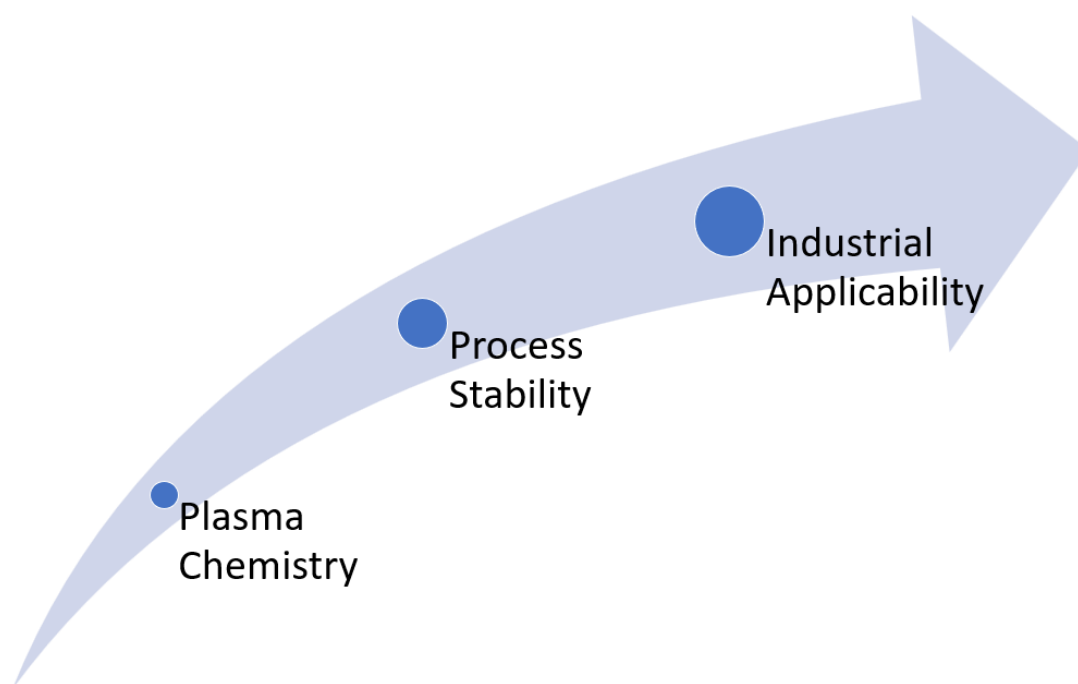 Industrial
Applicability
Process
Stability
Plasma
Chemistry